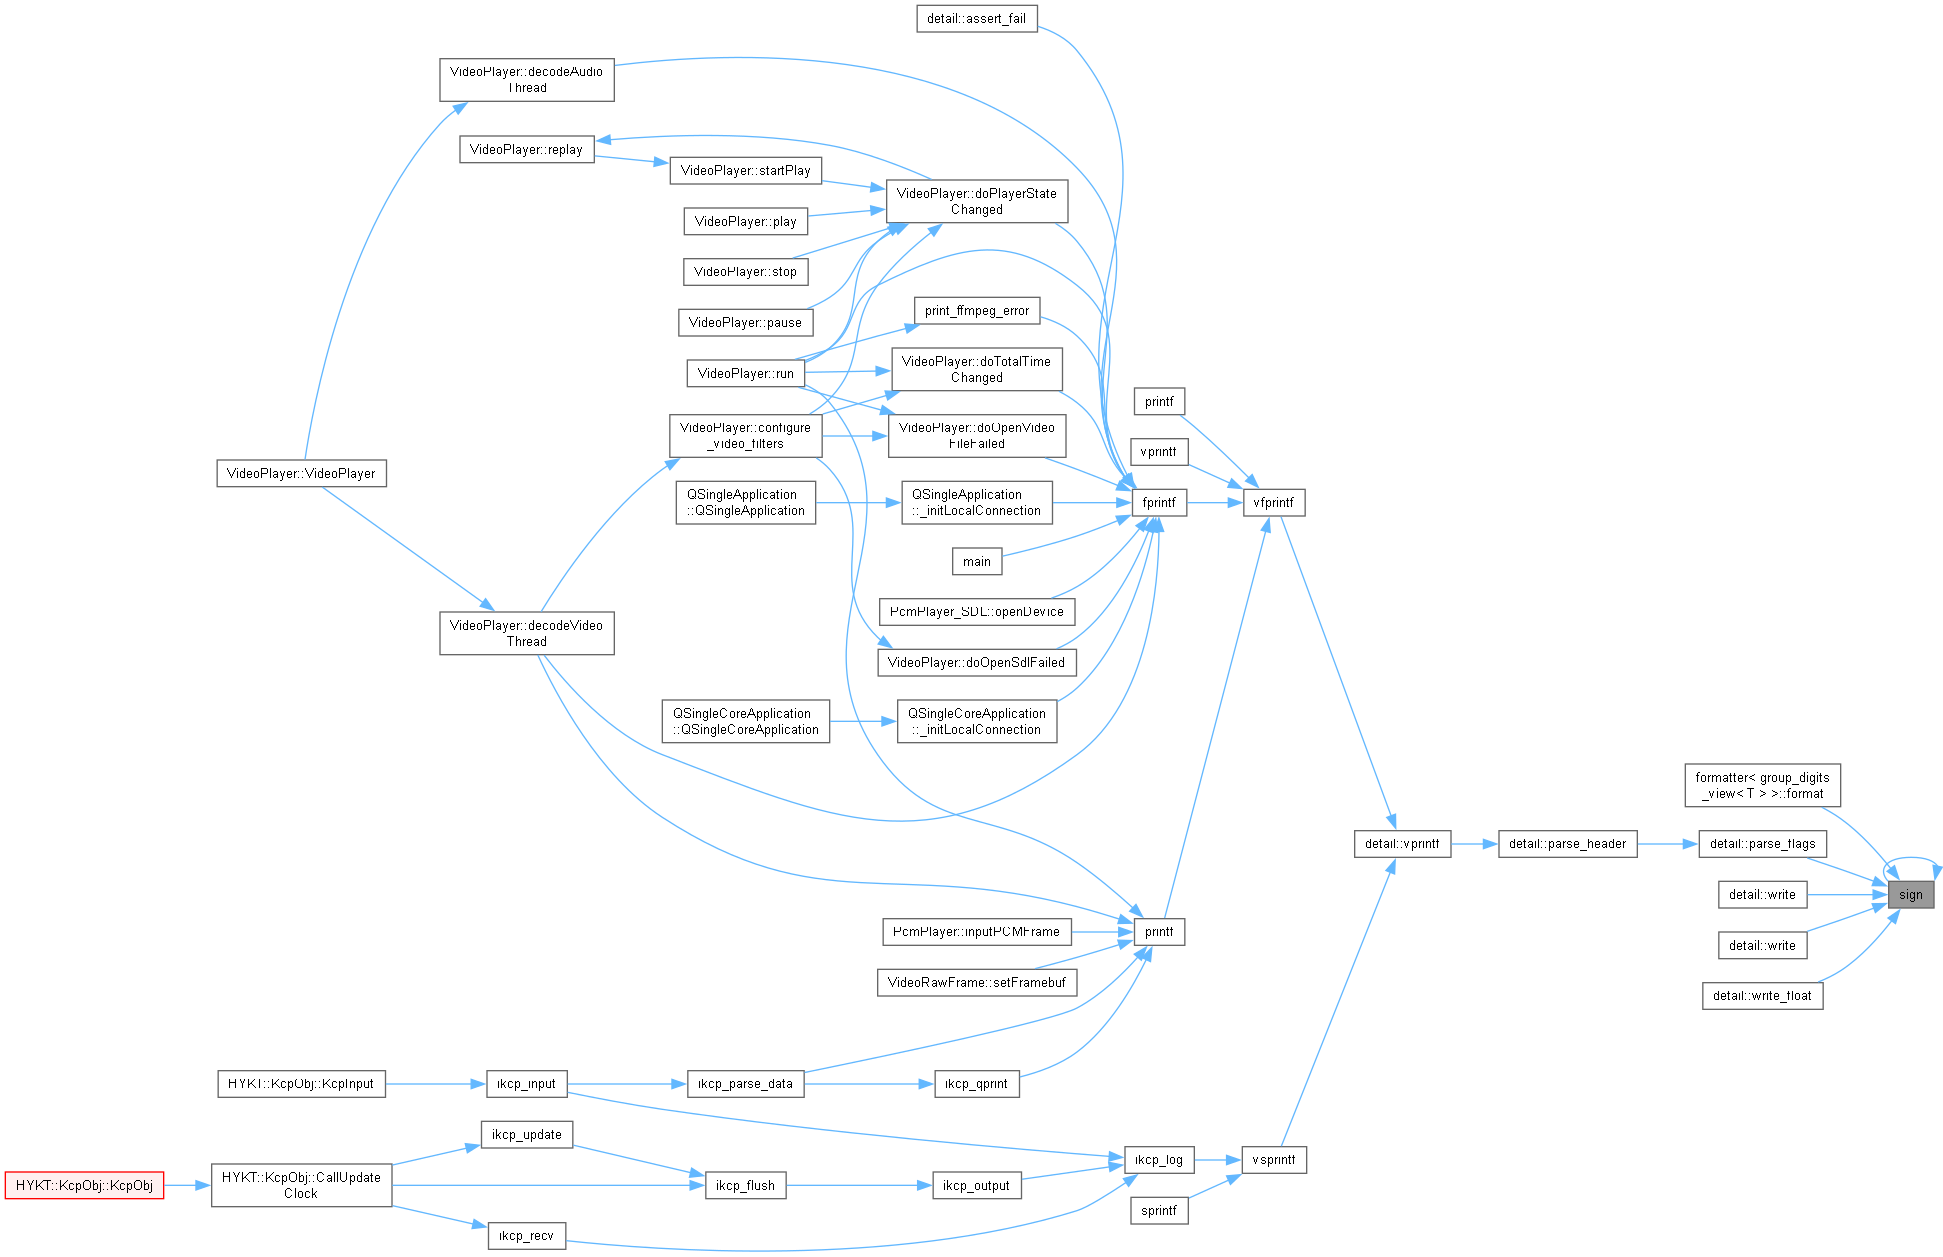 detail::assert_fail
VideoPlayer::decodeAudio
Thread
VideoPlayer::replay
VideoPlayer::startPlay
VideoPlayer::doPlayerState
Changed
VideoPlayer::play
VideoPlayer::stop
VideoPlayer::pause
print_ffmpeg_error
VideoPlayer::run
VideoPlayer::doTotalTime
Changed
VideoPlayer::configure
_video_filters
VideoPlayer::doOpenVideo
FileFailed
printf
vprintf
VideoPlayer::VideoPlayer
QSingleApplication
::QSingleApplication
QSingleApplication
::_initLocalConnection
fprintf
vfprintf
main
PcmPlayer_SDL::openDevice
VideoPlayer::decodeVideo
Thread
VideoPlayer::doOpenSdlFailed
QSingleCoreApplication
::QSingleCoreApplication
QSingleCoreApplication
::_initLocalConnection
formatter< group_digits
_view< T > >::format
detail::vprintf
detail::parse_header
detail::parse_flags
detail::write
sign
PcmPlayer::inputPCMFrame
printf
detail::write
VideoRawFrame::setFramebuf
detail::write_float
HYKT::KcpObj::KcpInput
ikcp_input
ikcp_parse_data
ikcp_qprint
ikcp_update
ikcp_log
vsprintf
HYKT::KcpObj::KcpObj
HYKT::KcpObj::CallUpdate
Clock
ikcp_flush
ikcp_output
sprintf
ikcp_recv